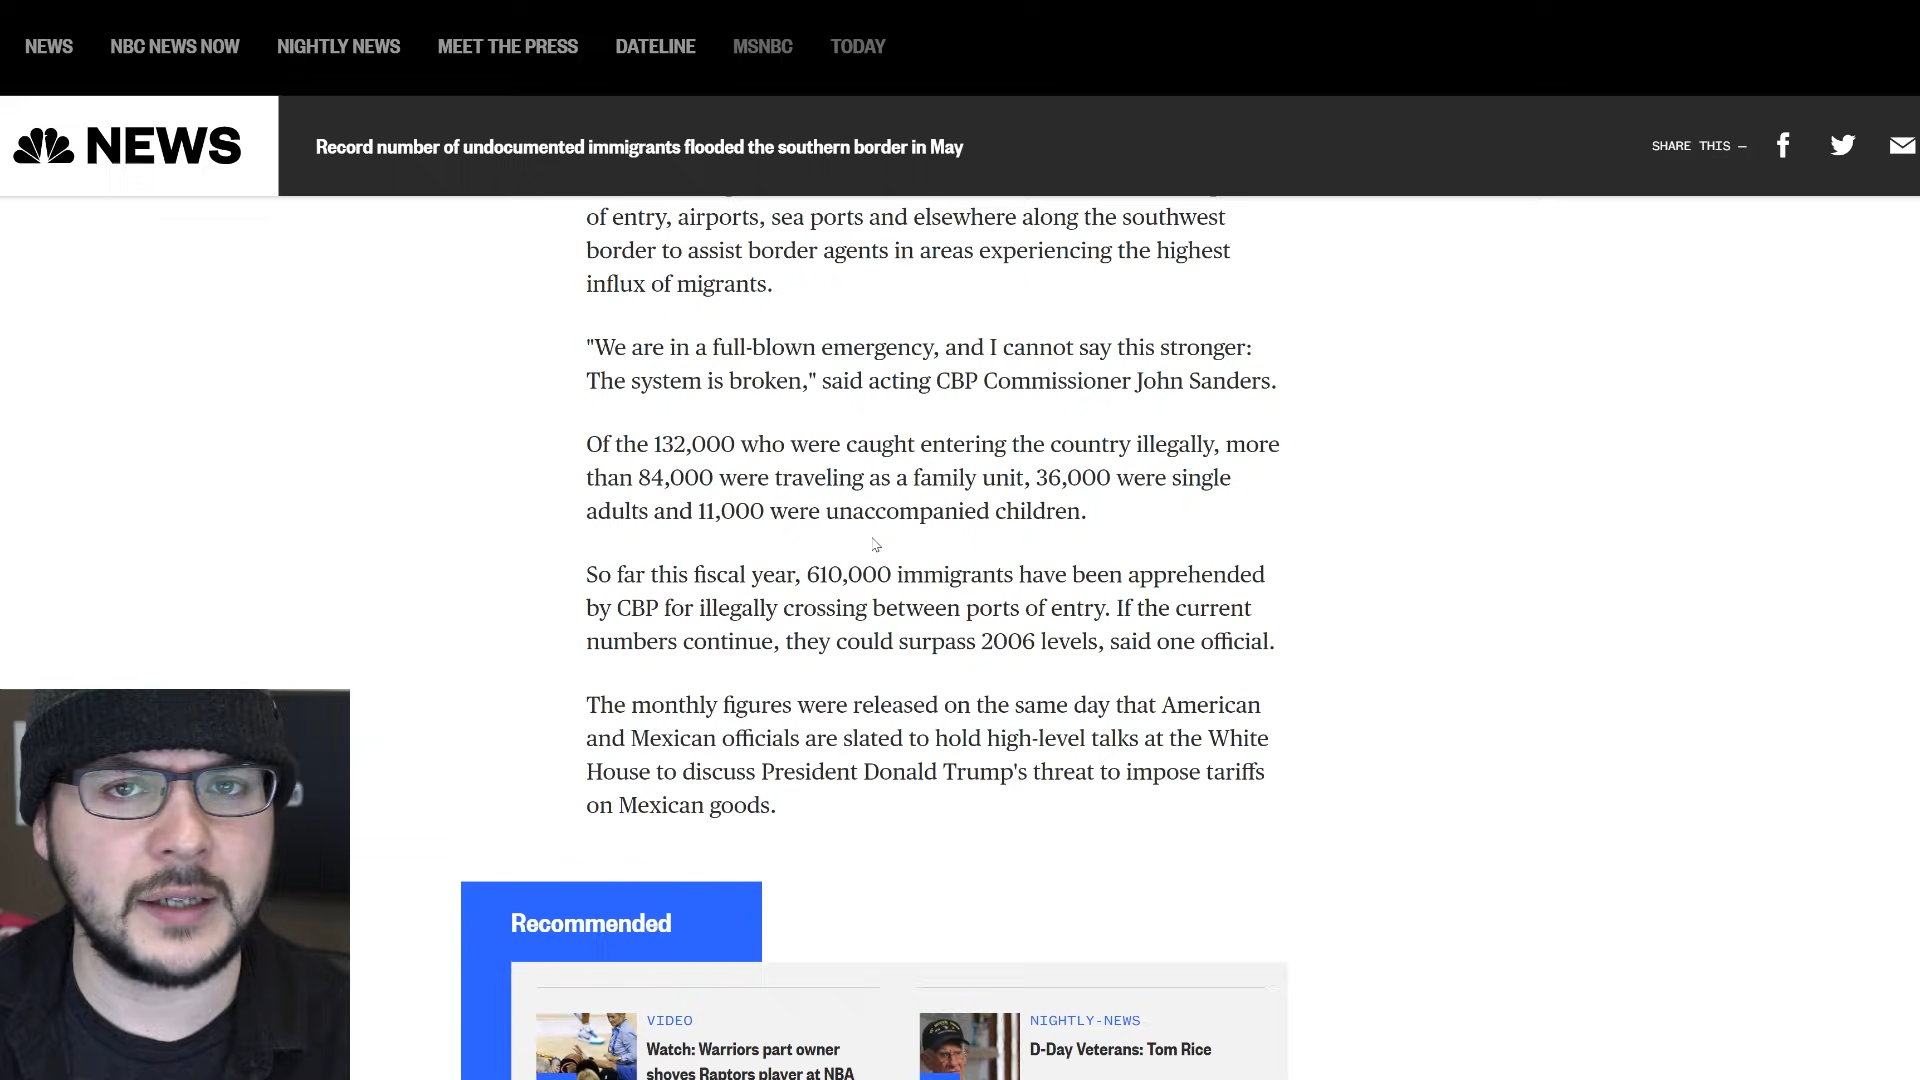 NEWS NBC NEWS NOW NIGHTLY NEWS MEET THE PRESS DATELINE MSNBC TODAY
NEWS
Record number of undocumented immigrants flooded the southern border in May
SHARE THIS —
of entry, airports, sea ports and elsewhere along the southwest
border to assist border agents in areas experiencing the highest
influx of migrants.
"We are in a full-blown emergency, and I cannot say this stronger:
The system is broken," said acting CBP Commissioner John Sanders.
Of the 132,000 who were caught entering the country illegally, more
than 84,000 were traveling as a family unit, 36,000 were single
adults and 11,000 were unaccompanied children.
So far this fiscal year, 610,000 immigrants have been apprehended
by CBP for illegally crossing between ports of entry. If the current
numbers continue, they could surpass 2006 levels, said one official.
The monthly figures were released on the same day that American
and Mexican officials are slated to hold high-level talks at the White
House to discuss President Donald Trump's threat to impose tariffs
on Mexican goods.
Recommended
VIDEO
Watch: Warriors part owner
shoves Raptors player at NBA
NIGHTLY-NEWS
D-Day Veterans: Tom Rice